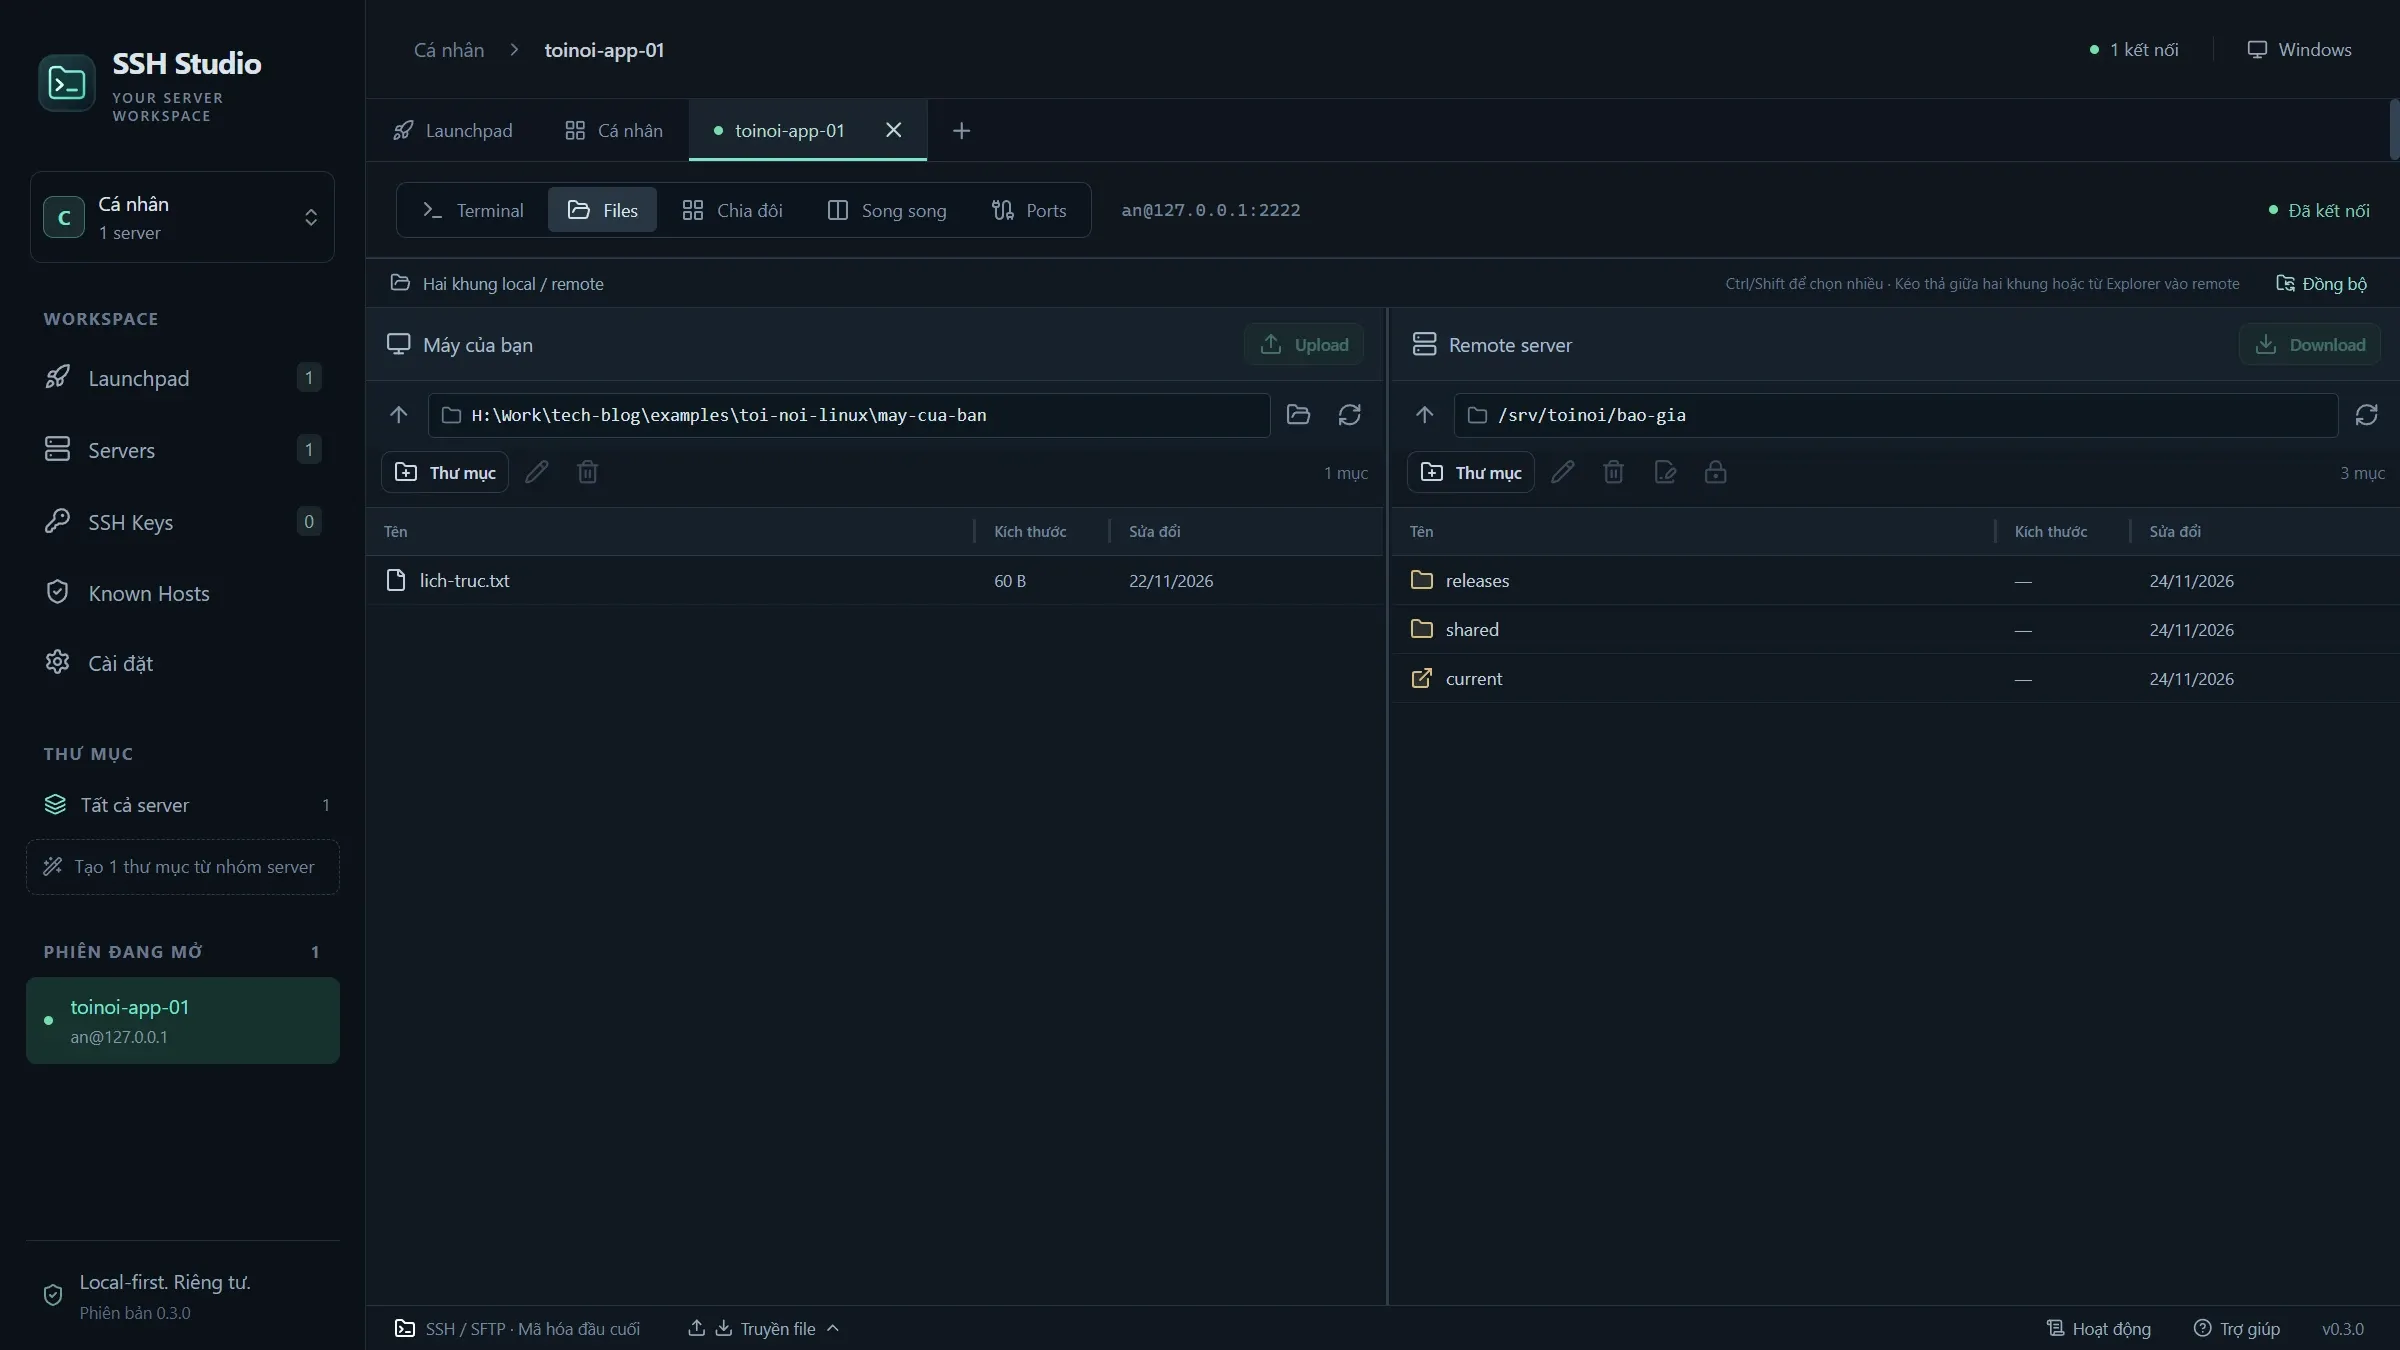 SSH Studio
YOUR SERVER
WORKSPACE
C
Cá nhân
1 server
WORKSPACE
Launchpad 1
Servers 1
SSH Keys 0
Known Hosts
Cài đặt
THƯ MỤC
Tất cả server 1
Tạo 1 thư mục từ nhóm server
PHIÊN ĐANG MỞ 1
toinoi-app-01
an@127.0.0.1
Local-first. Riêng tư.
Phiên bản 0.3.0
Cá nhân > toinoi-app-01
1 kết nối
Windows
Launchpad
Cá nhân
toinoi-app-01
Terminal
Files
Chia đôi
Song song
Ports
an@127.0.0.1:2222
Đã kết nối
Hai khung local / remote
Ctrl/Shift để chọn nhiều · Kéo thả giữa hai khung hoặc từ Explorer vào remote
Đồng bộ
Máy của bạn
Upload
H:\Work\tech-blog\examples\toi-noi-linux\may-cua-ban
Thư mục
1 mục
Tên Kích thước Sửa đổi
lich-truc.txt 60 B 22/11/2026
Remote server
Download
/srv/toinoi/bao-gia
Thư mục
3 mục
Tên Kích thước Sửa đổi
releases — 24/11/2026
shared — 24/11/2026
current — 24/11/2026
SSH / SFTP · Mã hóa đầu cuối
Truyền file
Hoạt động
Trợ giúp
v0.3.0